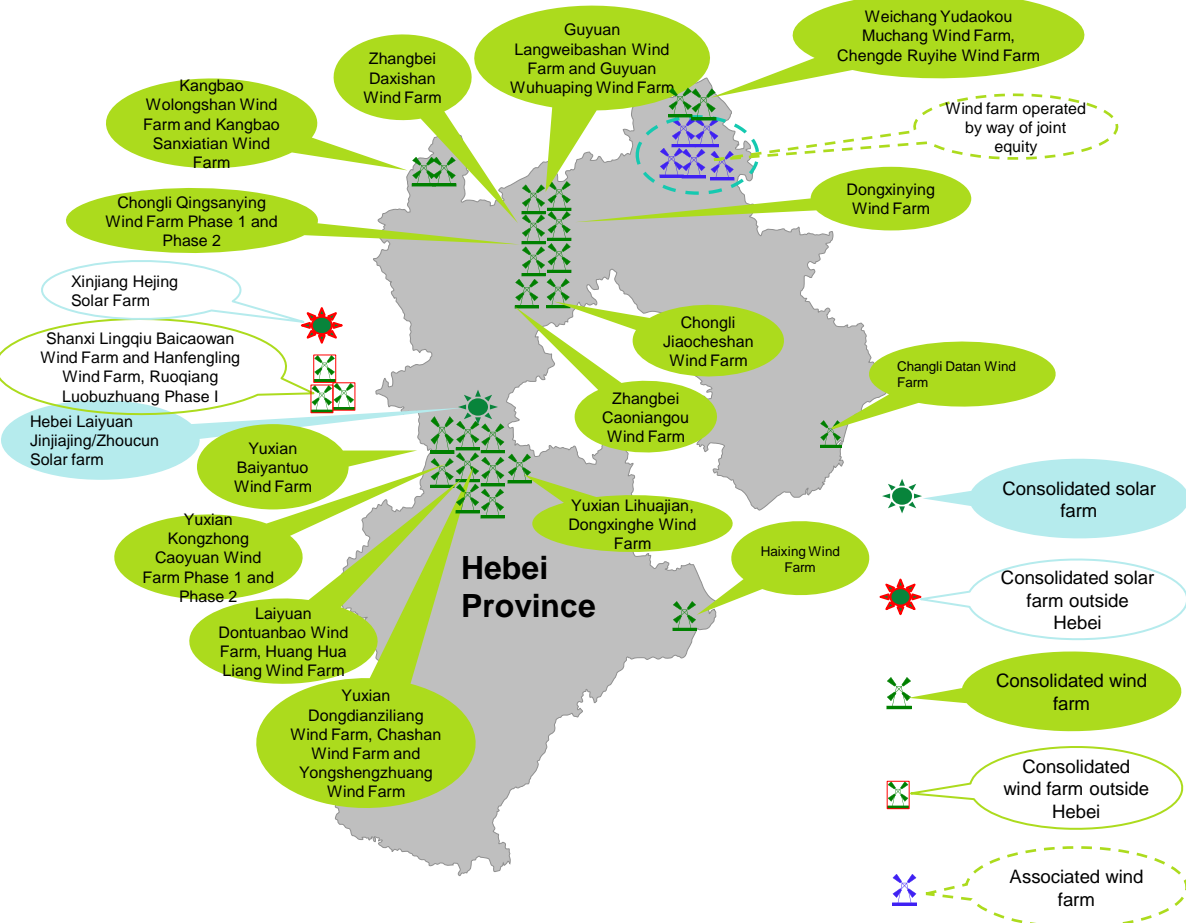 Weichang Yudaokou
Muchang Wind Farm,
Chengde Ruyihe Wind Farm
Guyuan
Langweibashan Wind
Farm and Guyuan
Wuhuaping Wind Farm
Zhangbei
Daxishan
Wind Farm
Kangbao
Wolongshan Wind
Farm and Kangbao
Sanxiatian Wind
Farm
Wind farm operated
by way of joint
equity
Dongxinying
Wind Farm
Chongli Qingsanying
Wind Farm Phase 1 and
Phase 2
Xinjiang Hejing
Solar Farm
Shanxi Lingqiu Baicaowan
Wind Farm and Hanfengling
Wind Farm, Ruoqiang
Luobuzhuang Phase I
Chongli
Jiaocheshan
Wind Farm
Changli Datan Wind
Farm
Zhangbei
Caoniangou
Wind Farm
Hebei Laiyuan
Jinjiajing/Zhoucun
Solar farm
Yuxian
Baiyantuo
Wind Farm
Yuxian Lihuajian,
Dongxinghe Wind
Farm
Yuxian
Kongzhong
Caoyuan Wind
Farm Phase 1 and
Phase 2
Haixing Wind
Farm
Hebei
Province
Laiyuan
Dontuanbao Wind
Farm, Huang Hua
Liang Wind Farm
Yuxian
Dongdianziliang
Wind Farm, Chashan
Wind Farm and
Yongshengzhuang
Wind Farm
Consolidated solar
farm
Consolidated solar
farm outside
Hebei
Consolidated wind
farm
Consolidated
wind farm outside
Hebei
Associated wind
farm